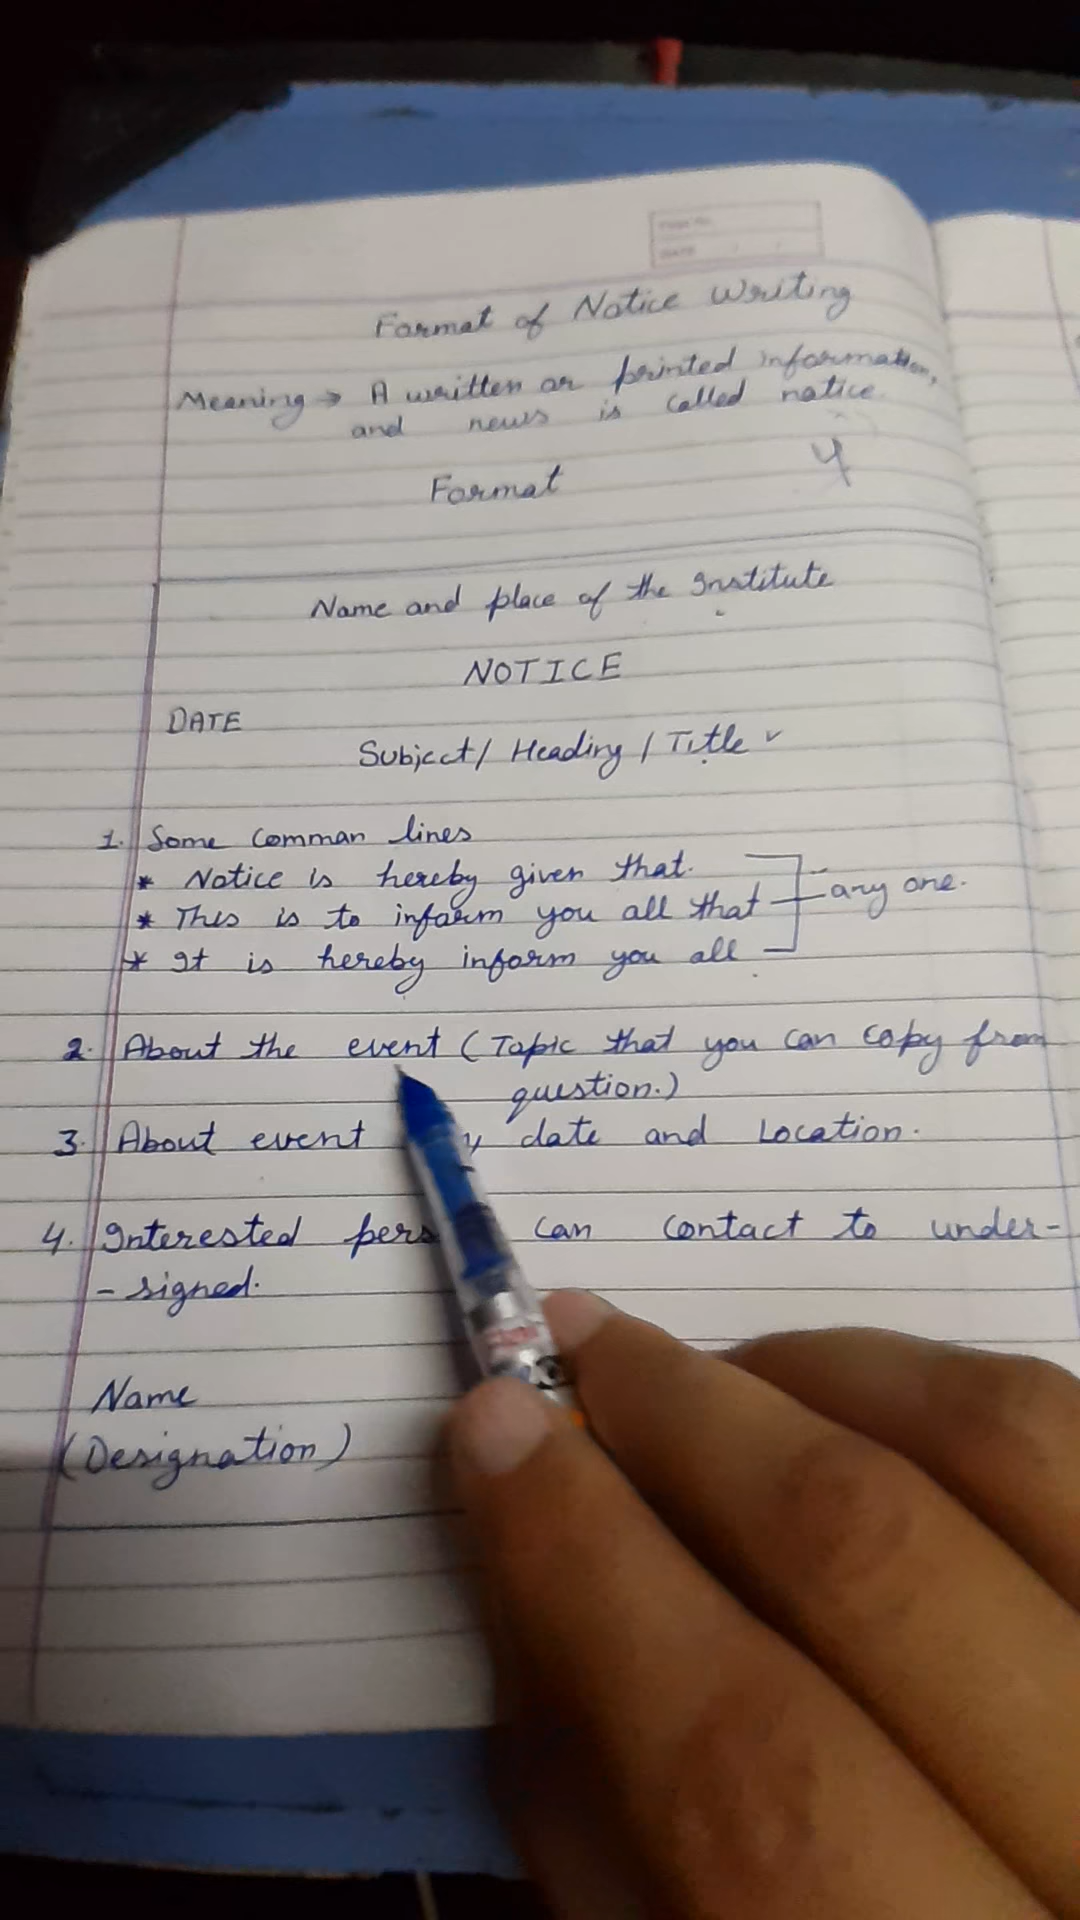 Format of Notice Writing
Meaning → A written or printed information,
and news is called notice.
4
Format
Name and place of the Institute
NOTICE
DATE
Subject/ Heading / Title ✓
1. Some Comman lines
* Notice is hereby given that.
* This is to inform you all that
any one.
* It is hereby inform you all
2. About the event (Topic that you can copy from
question.)
3. About event date and Location.
4. Interested can contact to under-
- signed.
Name
(Designation)